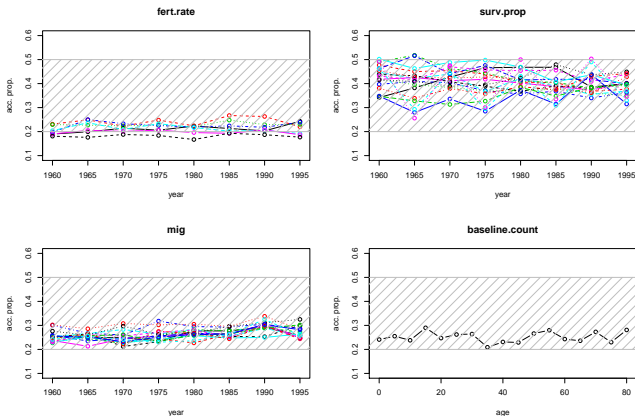 fert.rate
acc. prop.
0.1 0.2 0.3 0.4 0.5 0.6
1960 1965 1970 1975 1980 1985 1990 1995
year
surv.prop
acc. prop.
0.1 0.2 0.3 0.4 0.5 0.6
1960 1965 1970 1975 1980 1985 1990 1995
year
mig
acc. prop.
0.1 0.2 0.3 0.4 0.5 0.6
1960 1965 1970 1975 1980 1985 1990 1995
year
baseline.count
acc. prop.
0.1 0.2 0.3 0.4 0.5 0.6
0 20 40 60 80
age